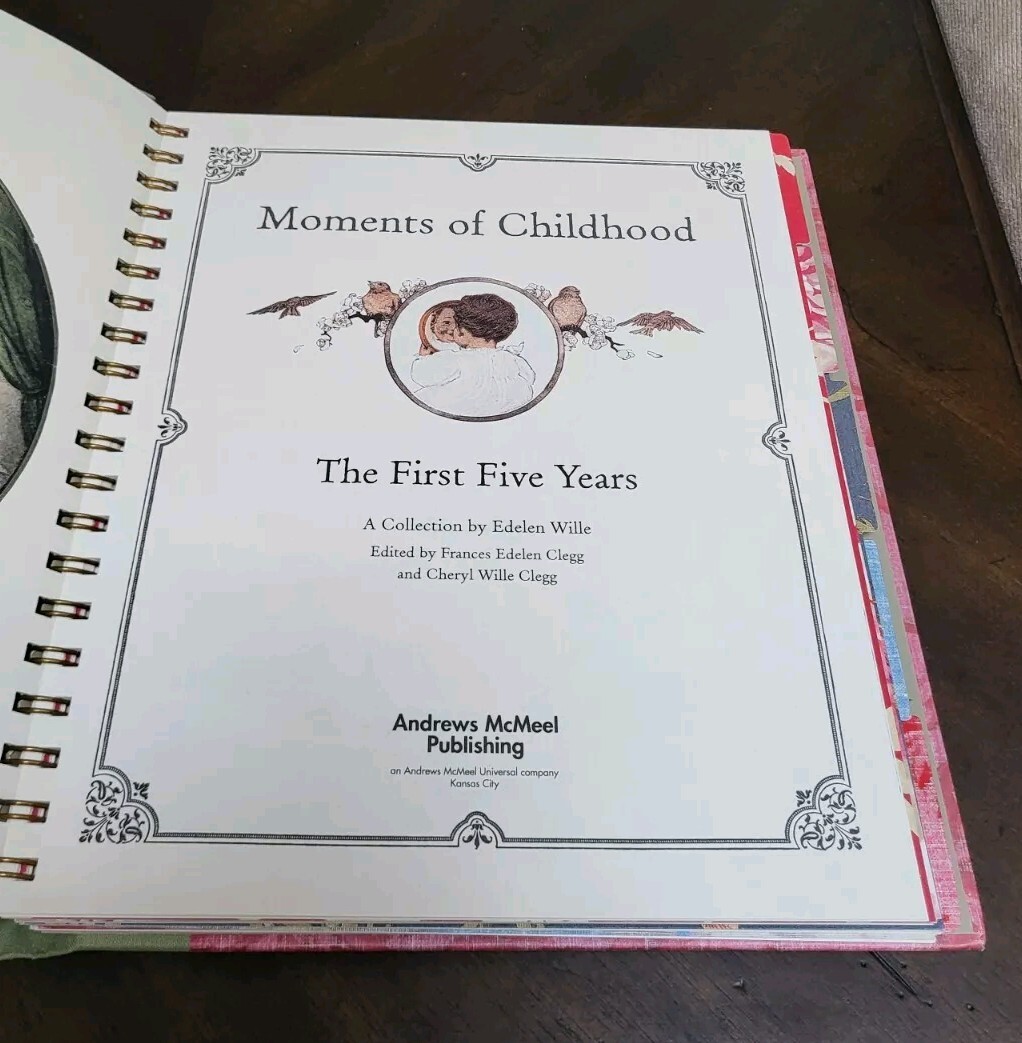 Moments of Childhood
The First Five Years
A Collection by Edelen Wille
Edited by Frances Edelen Clegg
and Cheryl Wille Clegg
Andrews McMeel
Publishing
an Andrews McMeel Universal company
Kansas City